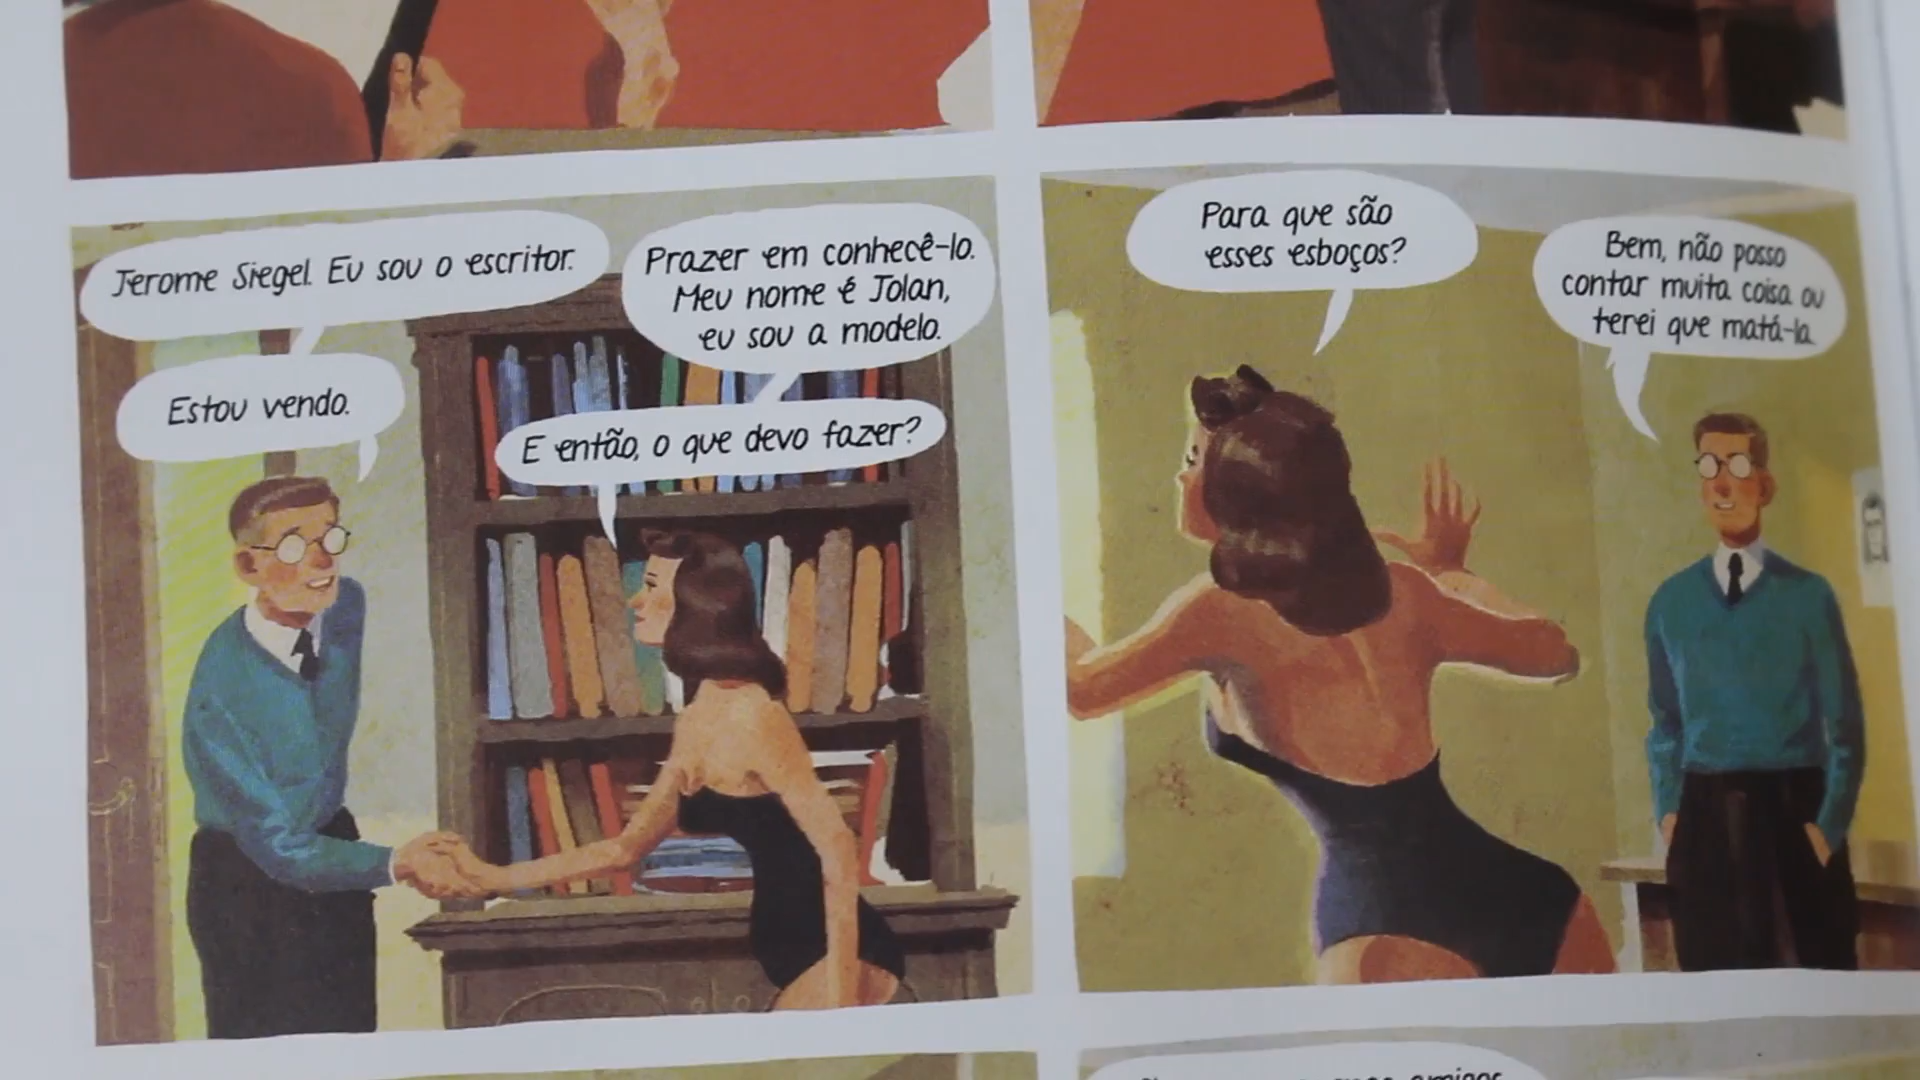 Jerome Siegel. Eu sou o escritor.
Prazer em conhecê-lo.
Meu nome é Jolan,
eu sou a modelo.
Estou vendo.
E então, o que devo fazer?
Para que são
esses esboços?
Bem, não posso
contar muita coisa ou
terei que matá-la.
amigos